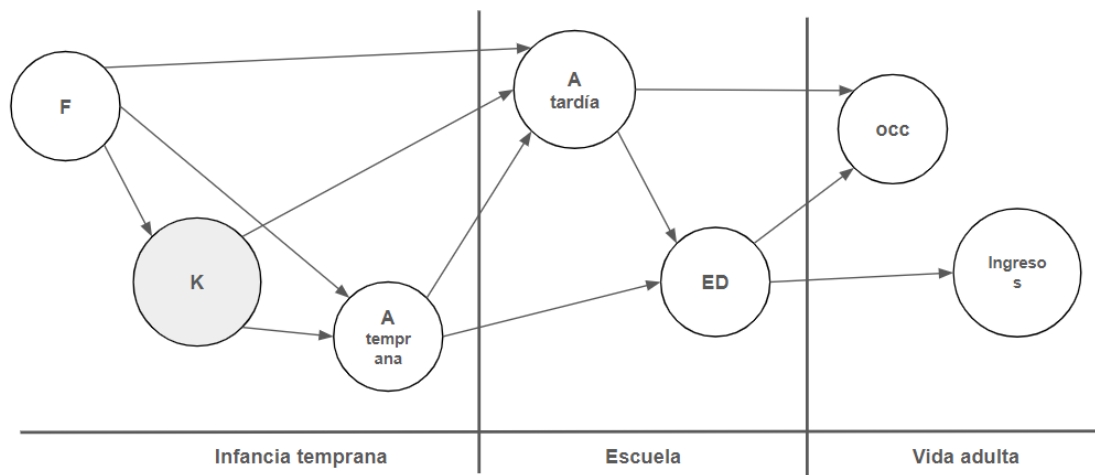 F
K
A
tempr
ana
A
tardía
ED
occ
Ingreso
s
Infancia temprana
Escuela
Vida adulta